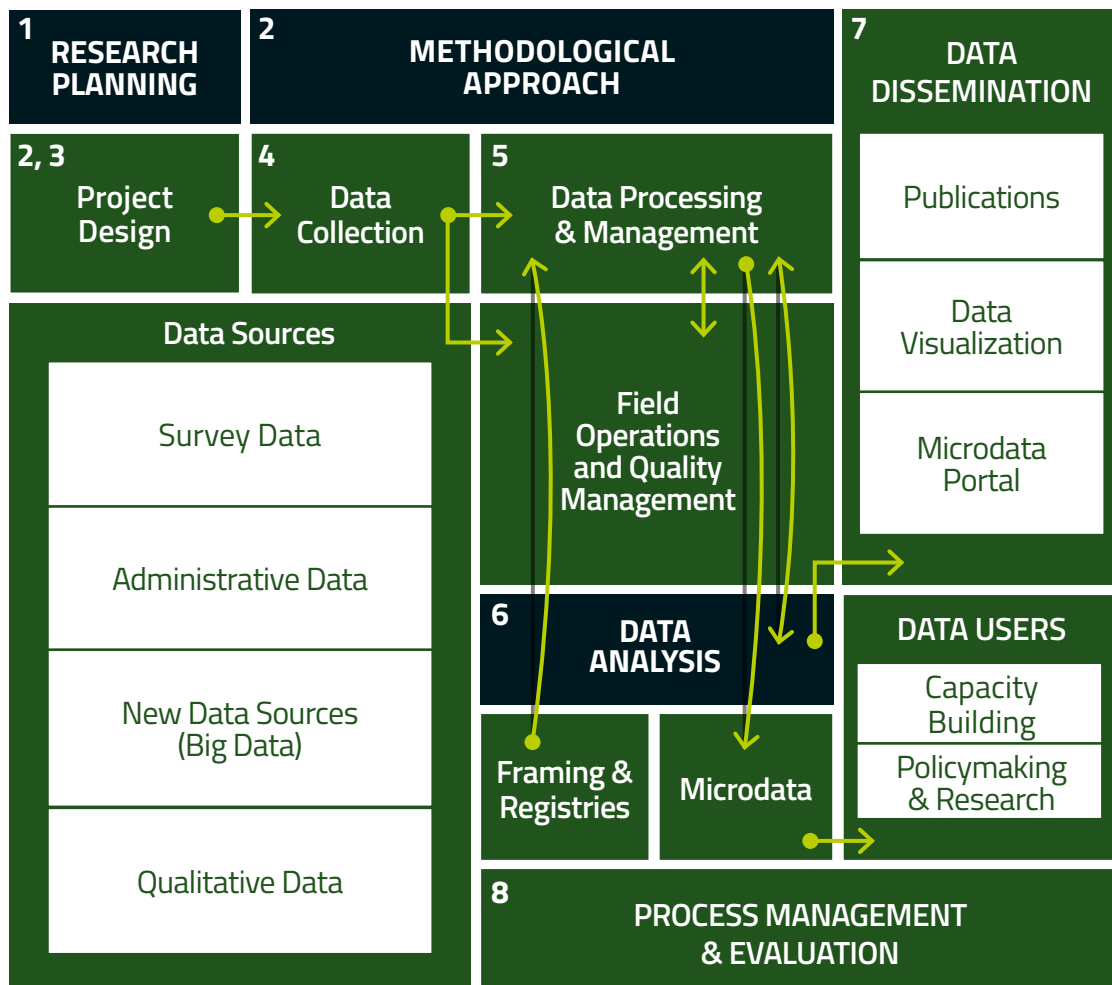 1
RESEARCH
PLANNING
2
METHODOLOGICAL
APPROACH
2, 3
Project
Design
4
Data
Collection
5
Data Processing
& Management
Data Sources
Survey Data
Administrative Data
New Data Sources
(Big Data)
Qualitative Data
Field
Operations
and Quality
Management
6
DATA
ANALYSIS
Framing &
Registries
Microdata
7
DATA
DISSEMINATION
Publications
Data
Visualization
Microdata
Portal
DATA USERS
Capacity
Building
Policymaking
& Research
8
PROCESS MANAGEMENT
& EVALUATION